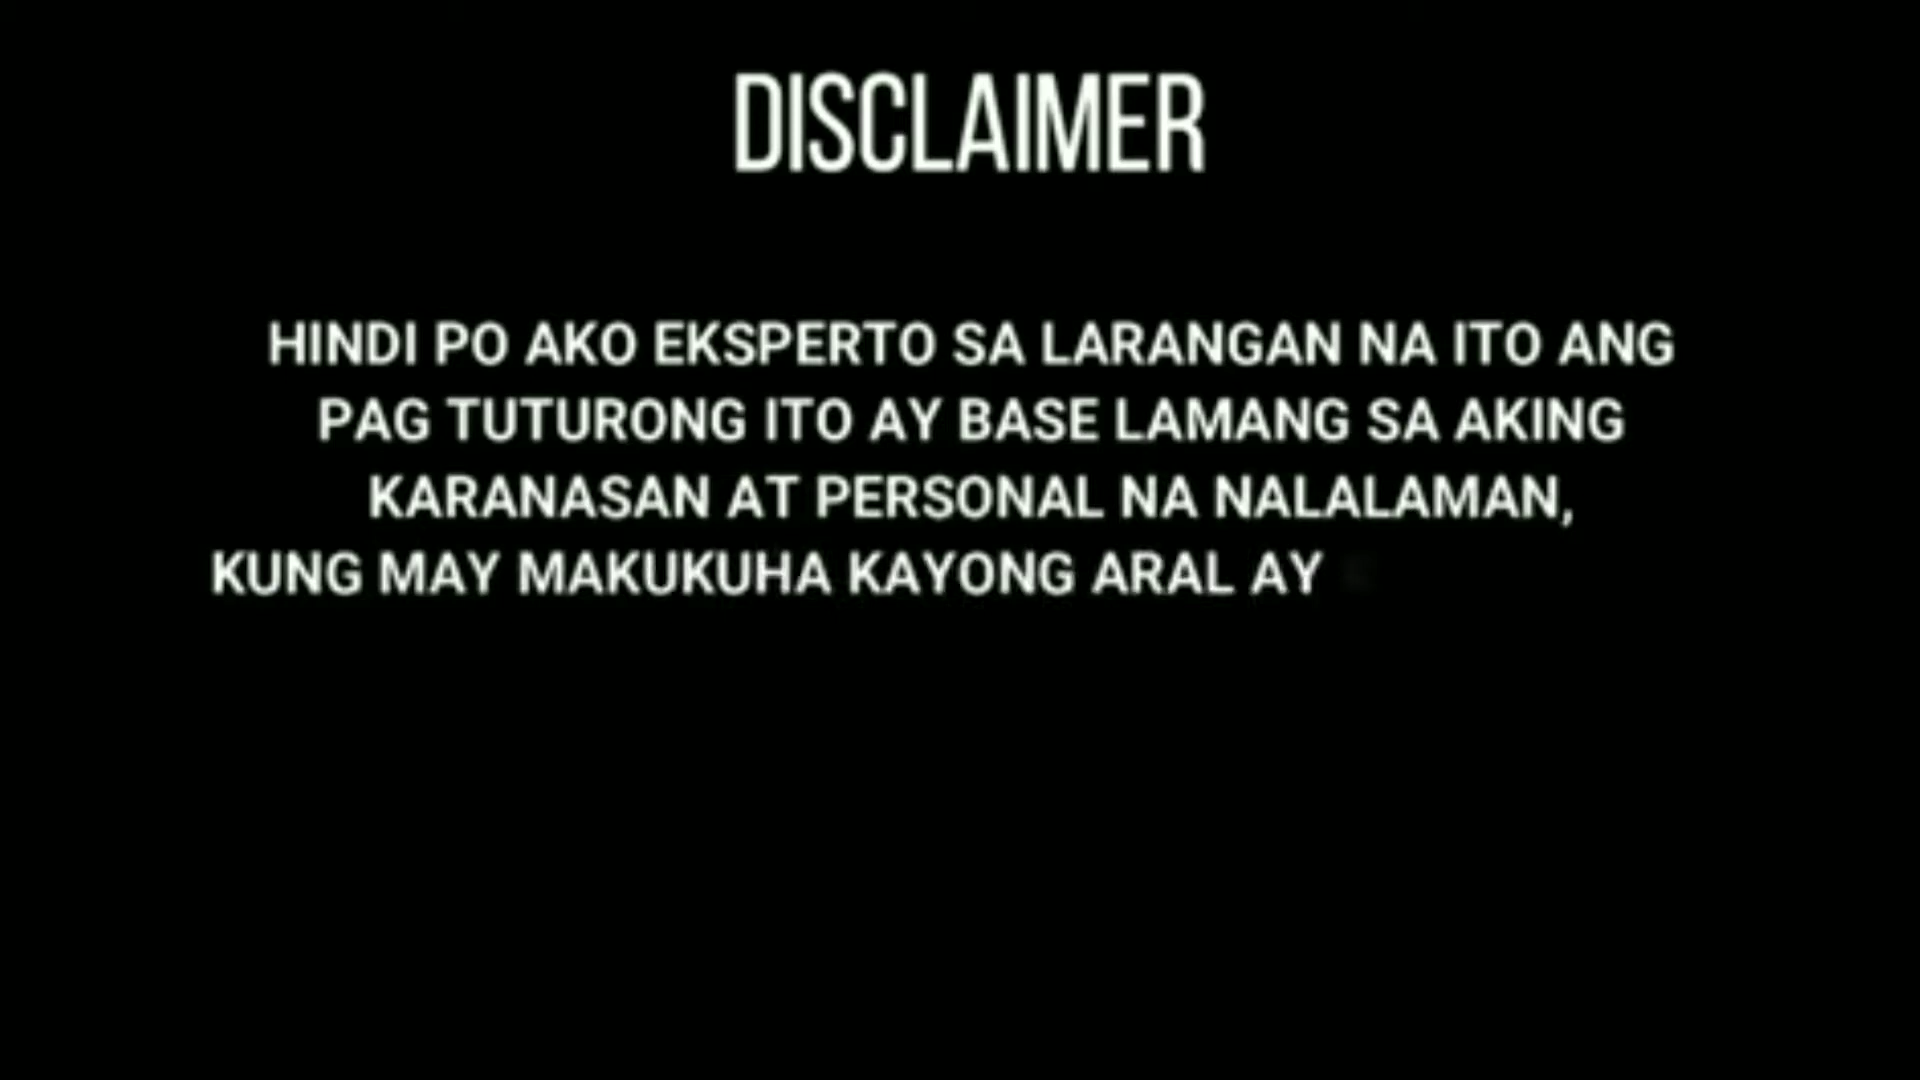 DISCLAIMER
HINDI PO AKO EKSPERTO SA LARANGAN NA ITO ANG
PAG TUTURONG ITO AY BASE LAMANG SA AKING
KARANASAN AT PERSONAL NA NALALAMAN,
KUNG MAY MAKUKUHA KAYONG ARAL AY